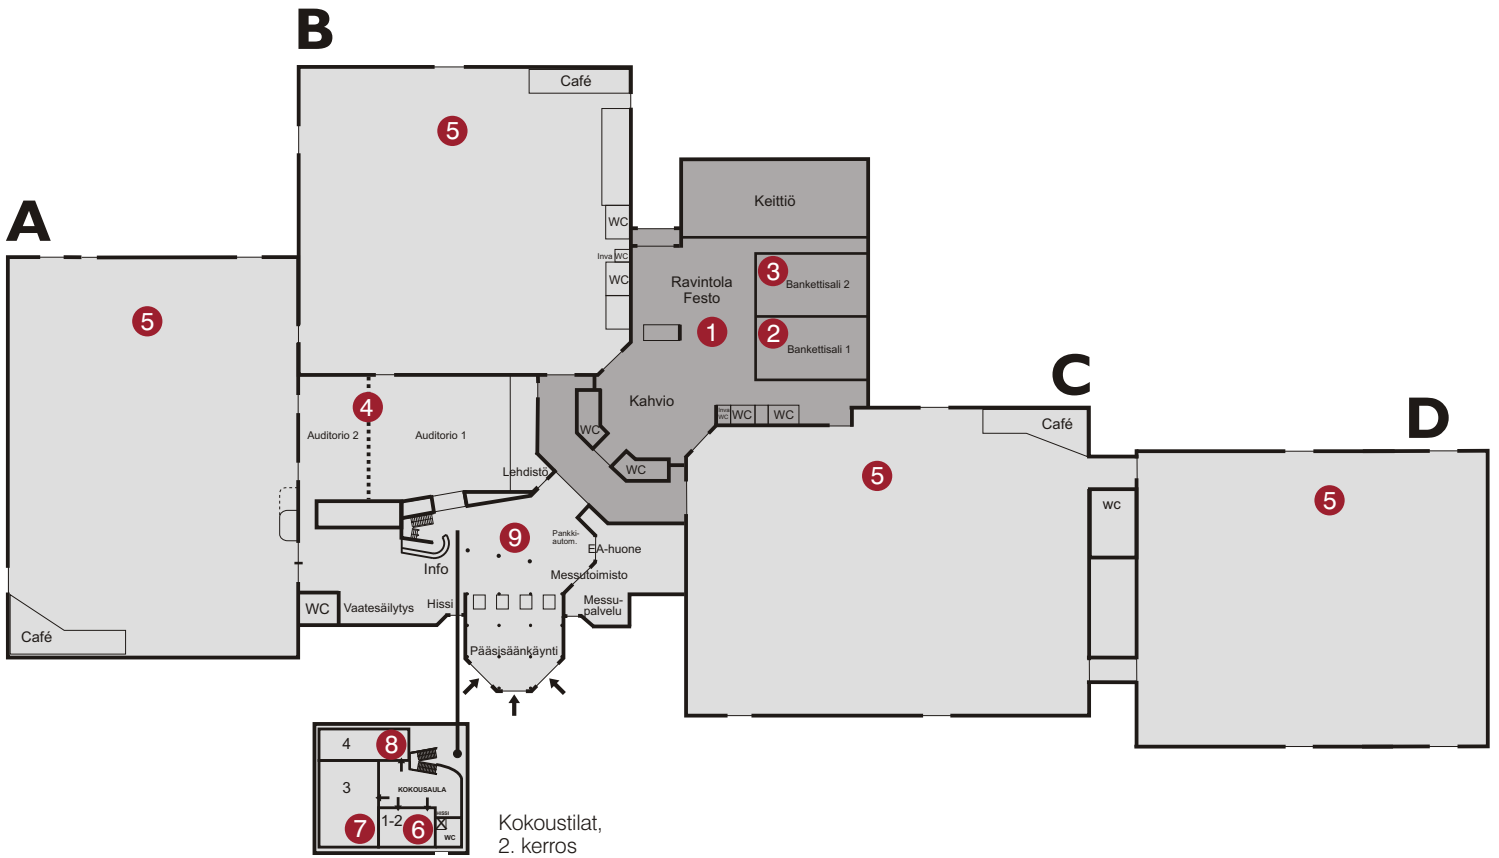 B
Café
5
Keittiö
A
WC
Inva WC
WC
Ravintola
Festo
3
Bankettisali 2
5
1
2
Bankettisali 1
C
Kahvio
4
Inva
WC
WC
WC
Café
D
Auditorio 2
Auditorio 1
WC
Lehdistö
WC
5
5
WC
9
Pankki-
autom.
EA-huone
Info
Messutoimisto
WC
Vaatesäilytys
Hissi
Messu-
palvelu
Café
Pääsisäänkäynti
4
8
3
KOKOUSAULA
HISSI
1-2
7
6
WC
Kokoustilat,
2. kerros